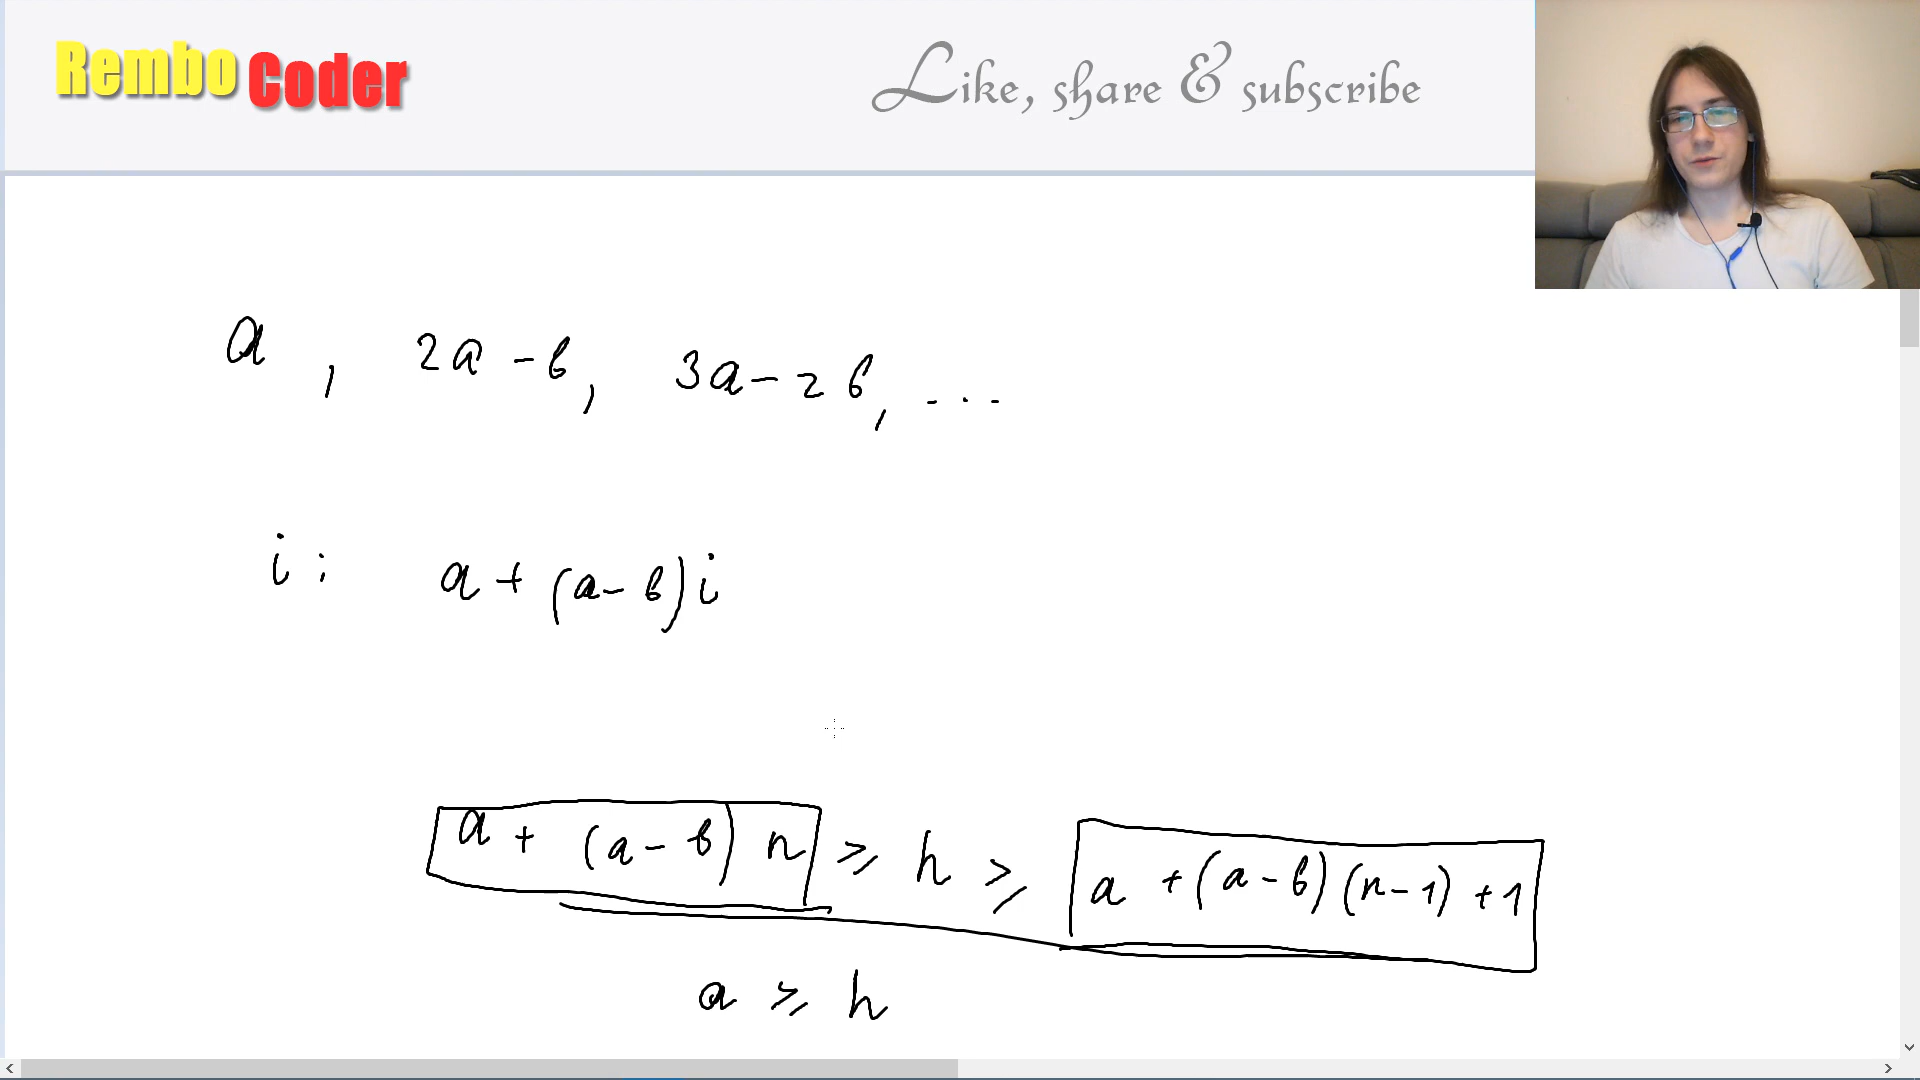 Rembo Coder
Like, share & subscribe
a, 2a - b, 3a - 2b, ...
i: a + (a - b) i
a + (a - b) n ⩾ h ⩾ a + (a - b) (n - 1) + 1
a ⩾ h